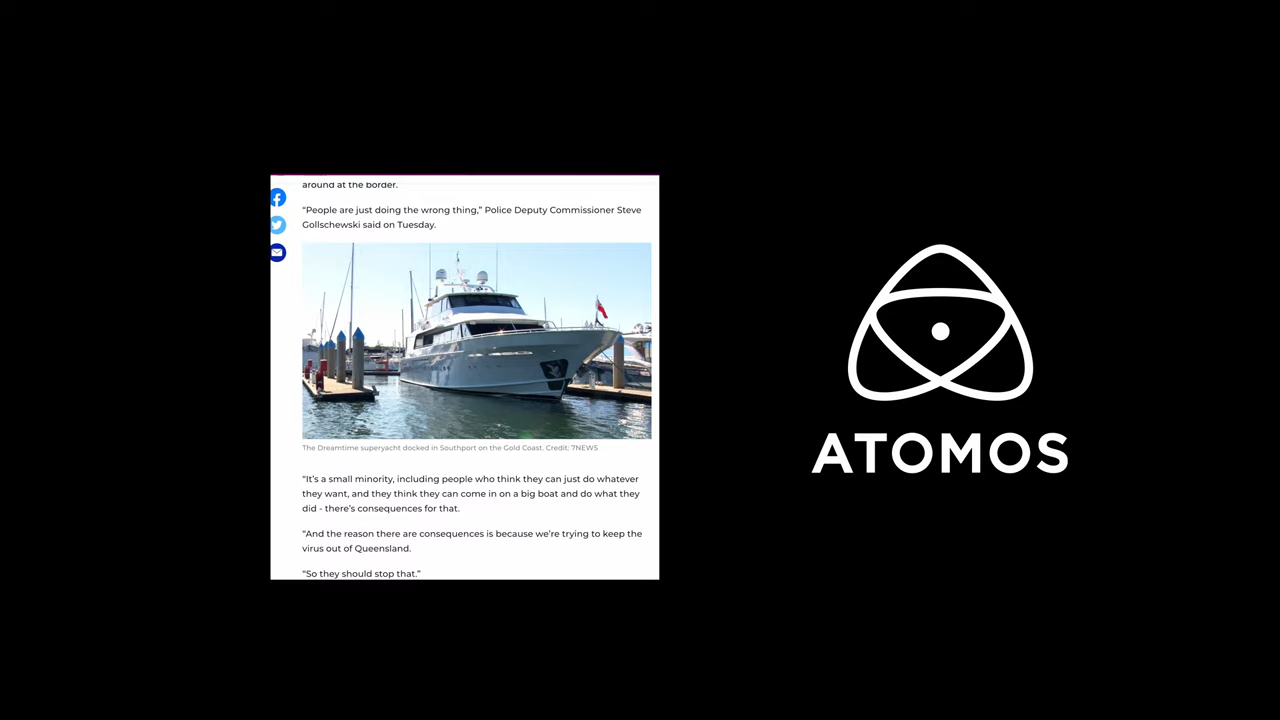 around at the border.
“People are just doing the wrong thing,” Police Deputy Commissioner Steve
Gollschewski said on Tuesday.
The Dreamtime superyacht docked in Southport on the Gold Coast. Credit: 7NEWS
“It’s a small minority, including people who think they can just do whatever
they want, and they think they can come in on a big boat and do what they
did - there’s consequences for that.
“And the reason there are consequences is because we’re trying to keep the
virus out of Queensland.
“So they should stop that.”
ATOMOS